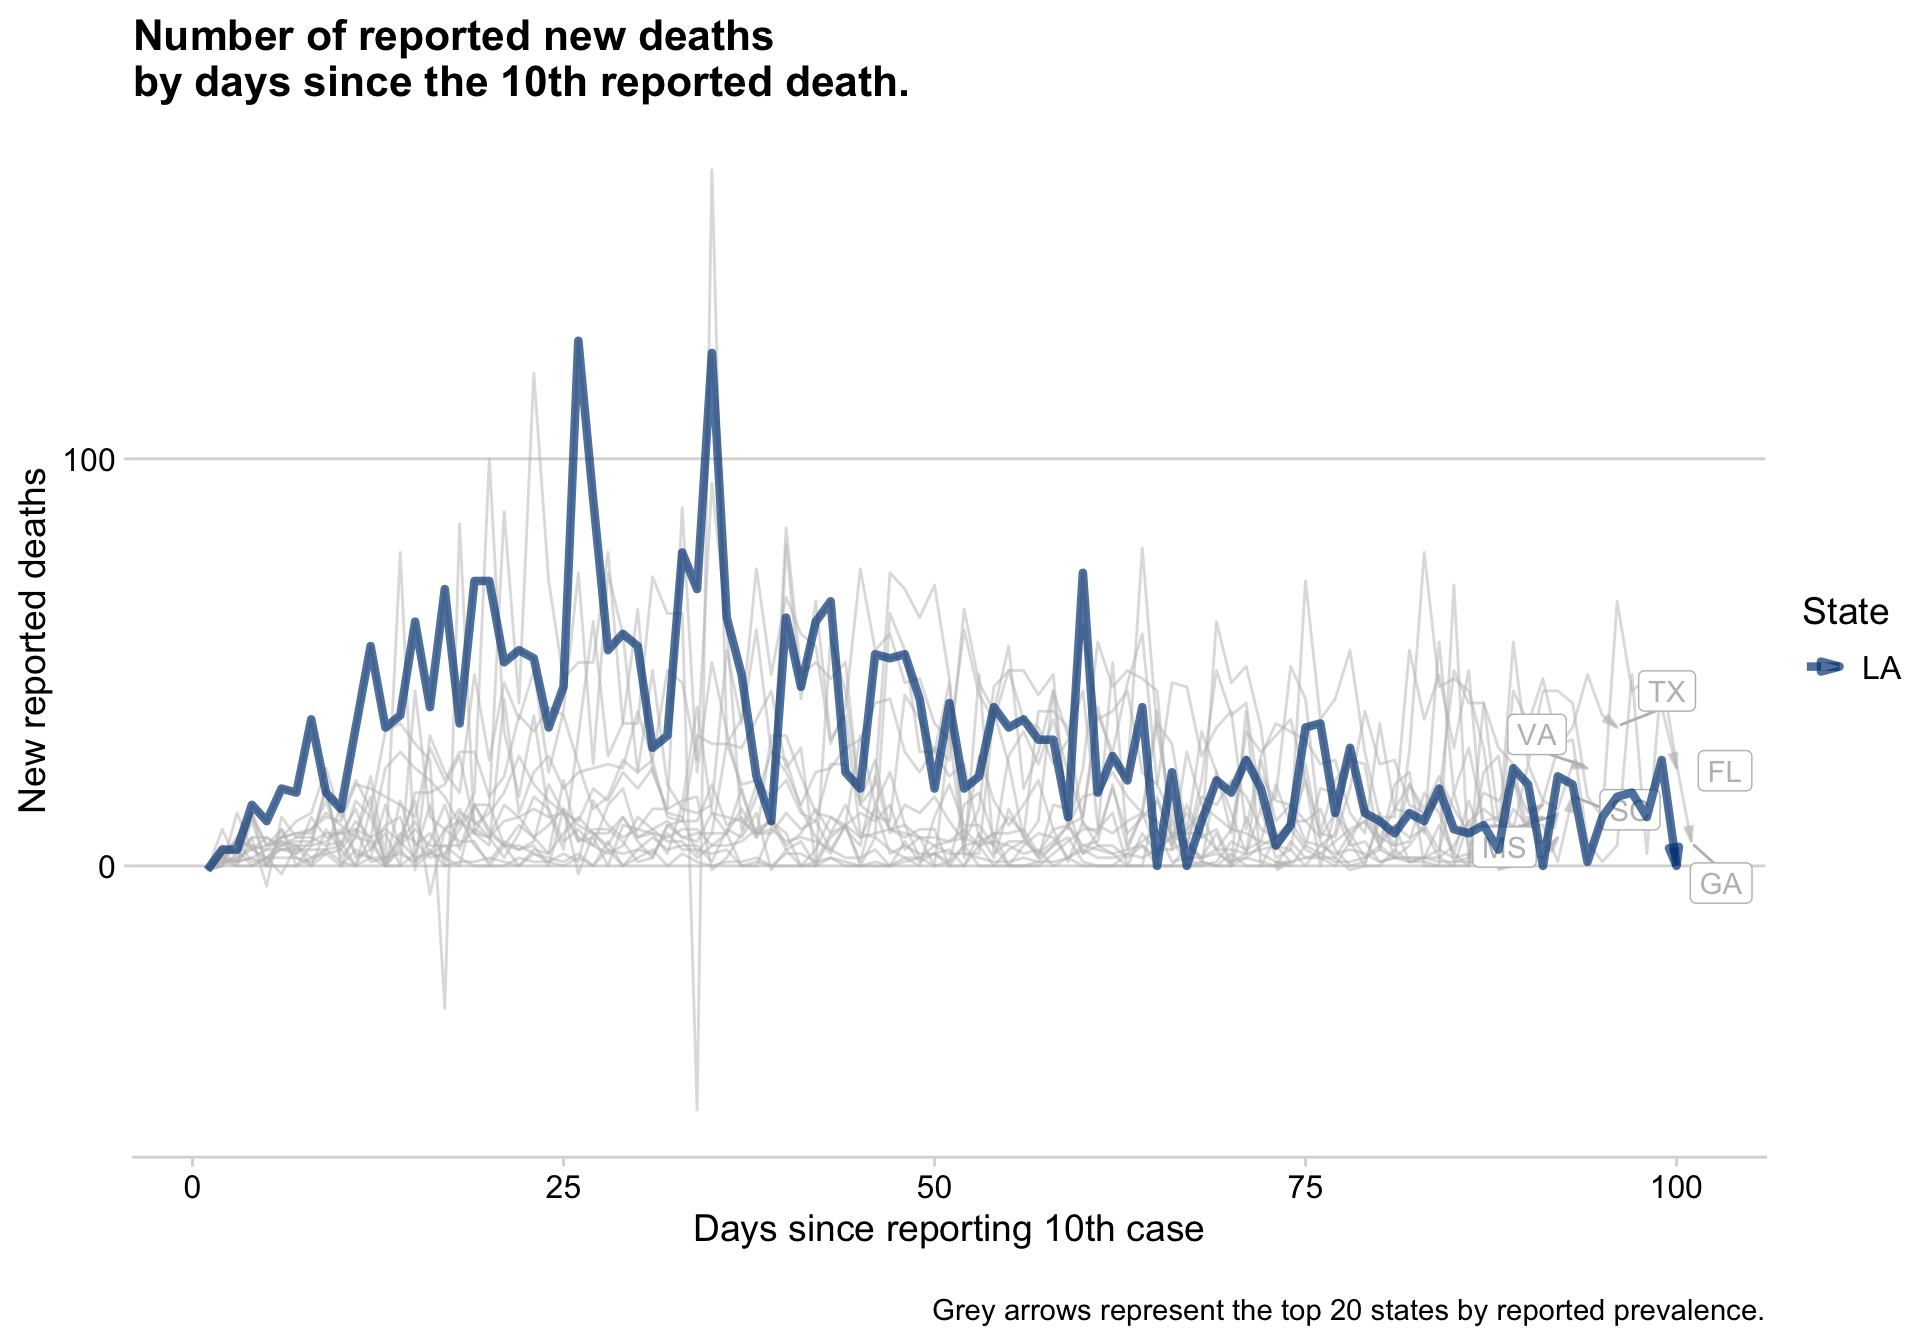 Number of reported new deaths
by days since the 10th reported death.
New reported deaths
100
0
TX
VA
FL
SC
MS
GA
State
LA
0
25
50
75
100
Days since reporting 10th case
Grey arrows represent the top 20 states by reported prevalence.